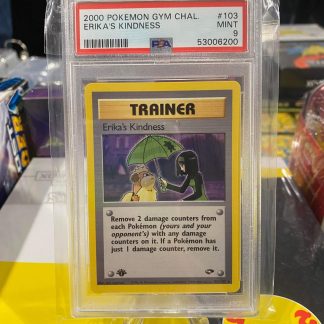 2000 POKEMON GYM CHAL. #103
ERIKA'S KINDNESS MINT
9
PSA 53006200
TRAINER
Erika's Kindness
Remove 2 damage counters from
each Pokémon (yours and your
opponent's) with any damage
counters on it. If a Pokémon has
just 1 damage counter, remove it.